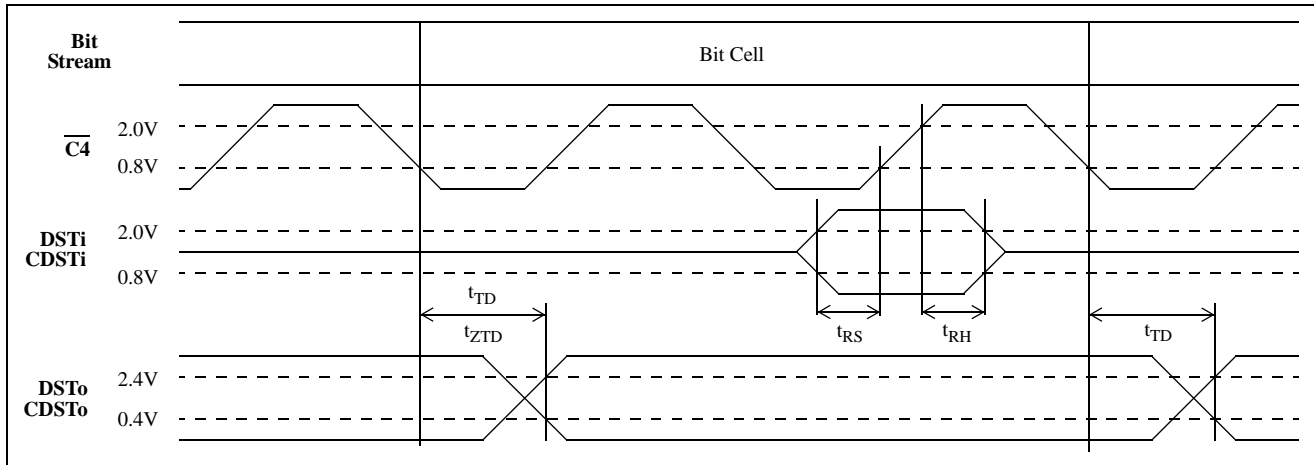 Bit
Stream
Bit Cell
C4
2.0V
0.8V
DSTi
CDSTi
2.0V
0.8V
tTD
tZTD
tRS
tRH
tTD
DSTo
CDSTo
2.4V
0.4V